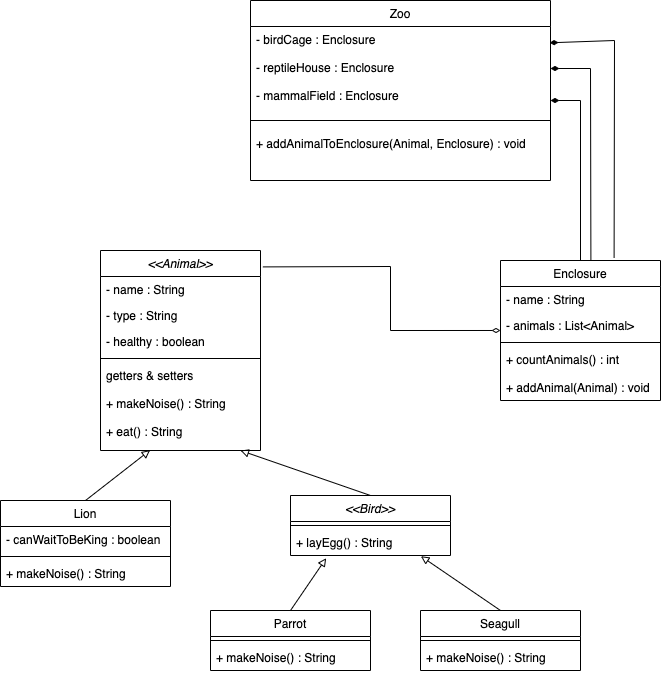 Zoo
- birdCage : Enclosure
- reptileHouse : Enclosure
- mammalField : Enclosure
+ addAnimalToEnclosure(Animal, Enclosure) : void
<<Animal>>
- name : String
- type : String
- healthy : boolean
getters & setters
+ makeNoise() : String
+ eat() : String
Enclosure
- name : String
- animals : List<Animal>
+ countAnimals() : int
+ addAnimal(Animal) : void
Lion
- canWaitToBeKing : boolean
+ makeNoise() : String
<<Bird>>
+ layEgg() : String
Parrot
+ makeNoise() : String
Seagull
+ makeNoise() : String